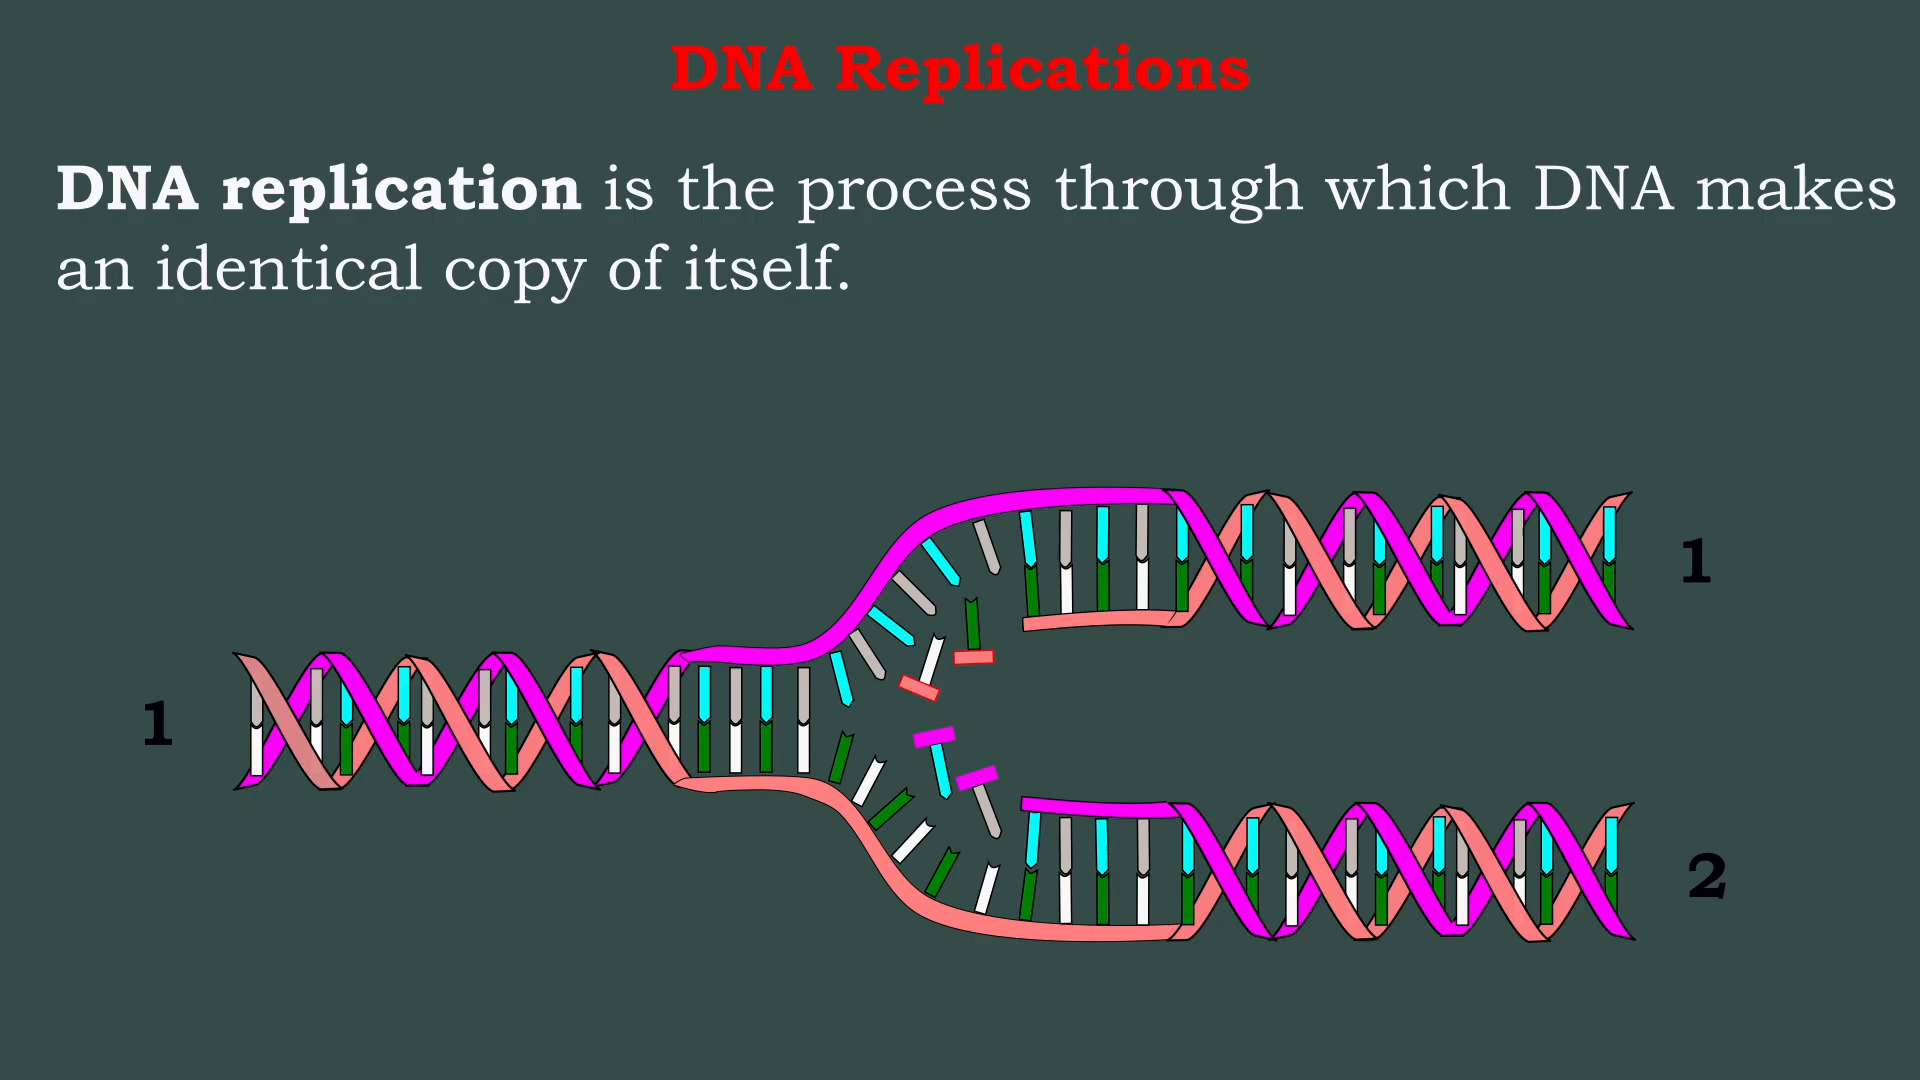 DNA Replications
DNA replication is the process through which DNA makes
an identical copy of itself.
1
1
2